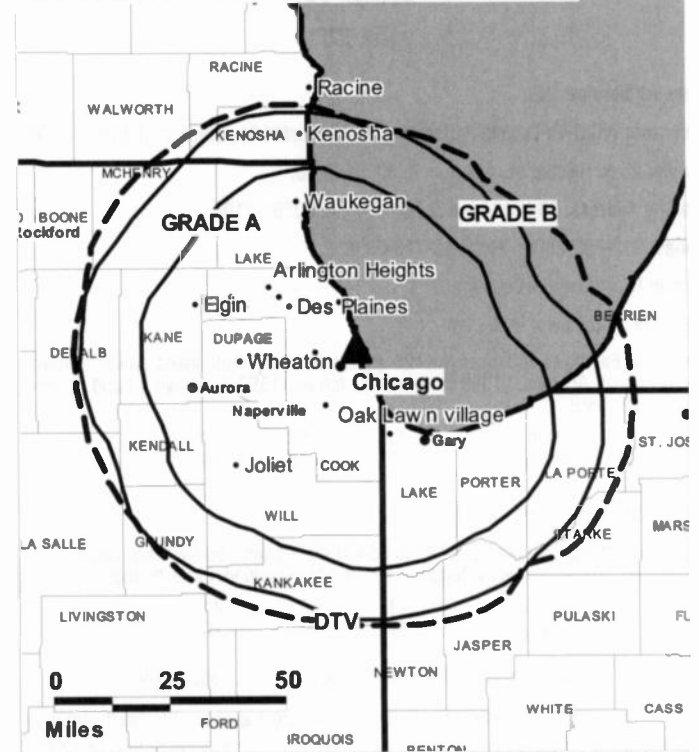 RACINE
Racine
WALWORTH
KENOSHA
Kenosha
MCHENRY
Waukegan
BOONE
GRADE A
GRADE B
LAKE
Arlington Heights
Elgin
Des Plaines
BERRIEN
KANE
DUPAGE
DEKALB
Wheaton
Chicago
Aurora
Naperville
Oak Lawn village
Gary
KENDALL
ST. JOS
Joliet
COOK
LAKE
PORTER
LA PORTE
WILL
MARS
LA SALLE
GRUNDY
STARKE
KANKAKEE
LIVINGSTON
DTV
PULASKI
FU
JASPER
NEWTON
0 25 50
WHITE
CASS
Miles
FORD
IROQUOIS
BENTON